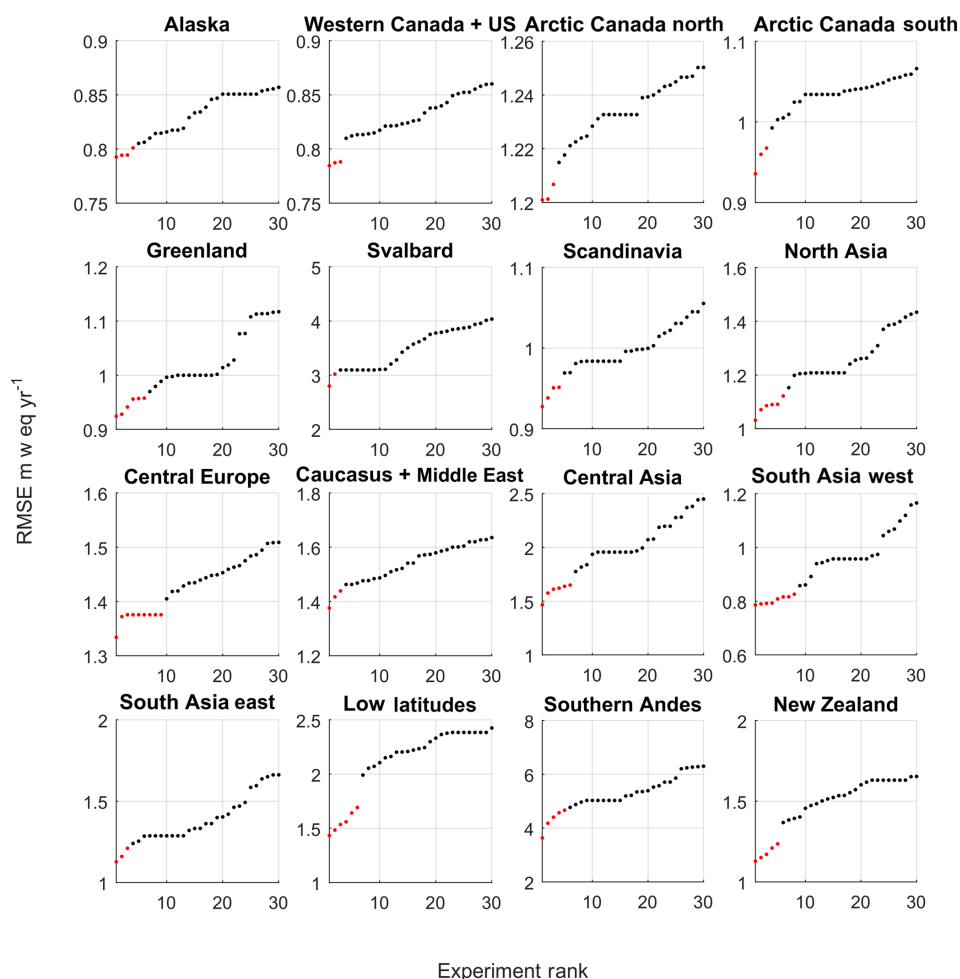 Alaska
Western Canada + US
Arctic Canada north
Arctic Canada south
0.9
0.85
0.8
0.75
10 20 30
0.9
0.85
0.8
0.75
10 20 30
1.26
1.24
1.22
1.2
10 20 30
1.1
1
0.9
10 20 30
Greenland
Svalbard
Scandinavia
North Asia
1.2
1.1
1
0.9
10 20 30
5
4
3
2
10 20 30
1.1
1
0.9
10 20 30
1.6
1.4
1.2
1
10 20 30
RMSE m w eq yr-1
Central Europe
Caucasus + Middle East
Central Asia
South Asia west
1.6
1.5
1.4
1.3
10 20 30
1.8
1.6
1.4
1.2
10 20 30
2.5
2
1.5
1
10 20 30
1.2
1
0.8
0.6
10 20 30
South Asia east
Low latitudes
Southern Andes
New Zealand
2
1.5
1
10 20 30
2.5
2
1.5
1
10 20 30
8
6
4
2
10 20 30
2
1.5
1
10 20 30
Experiment rank